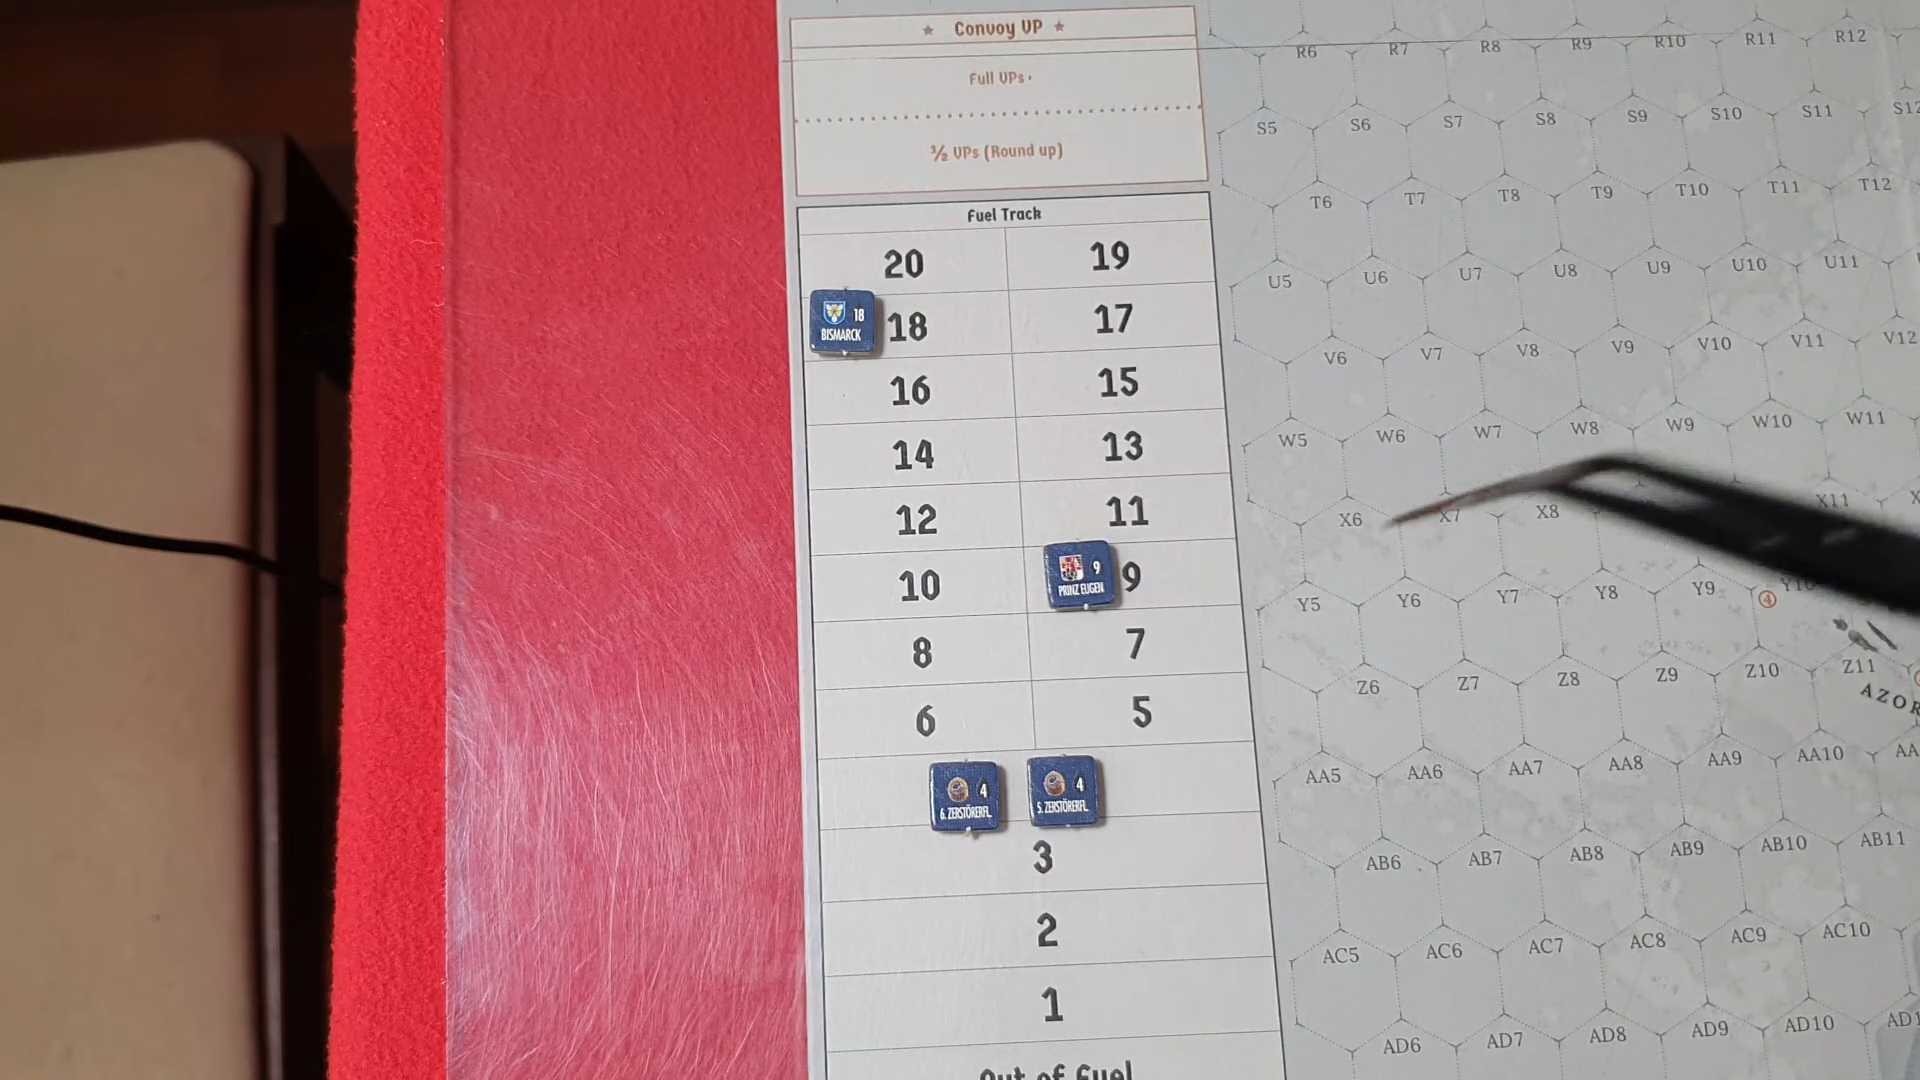 ★ Convoy VP ★
Full VPs
½ VPs (Round up)
Fuel Track
20 19
18 BISMARCK 18 17
16 15
14 13
12 11
10 9 PRINZ EUGEN 9
8 7
6 5
4 6. ZERSTÖRERFL. 4 5. ZERSTÖRERFL.
3
2
1
Out of Fuel
R6 R7 R8 R9 R10 R11 R12
S5 S6 S7 S8 S9 S10 S11 S12
T6 T7 T8 T9 T10 T11 T12
U5 U6 U7 U8 U9 U10 U11
V6 V7 V8 V9 V10 V11 V12
W5 W6 W7 W8 W9 W10 W11
X6 X7 X8 X11
Y5 Y6 Y7 Y8 Y9 4 Y10
Z6 Z7 Z8 Z9 Z10 Z11
AZOR
AA5 AA6 AA7 AA8 AA9 AA10 AA
AB6 AB7 AB8 AB9 AB10 AB11
AC5 AC6 AC7 AC8 AC9 AC10
AD6 AD7 AD8 AD9 AD10 AD1